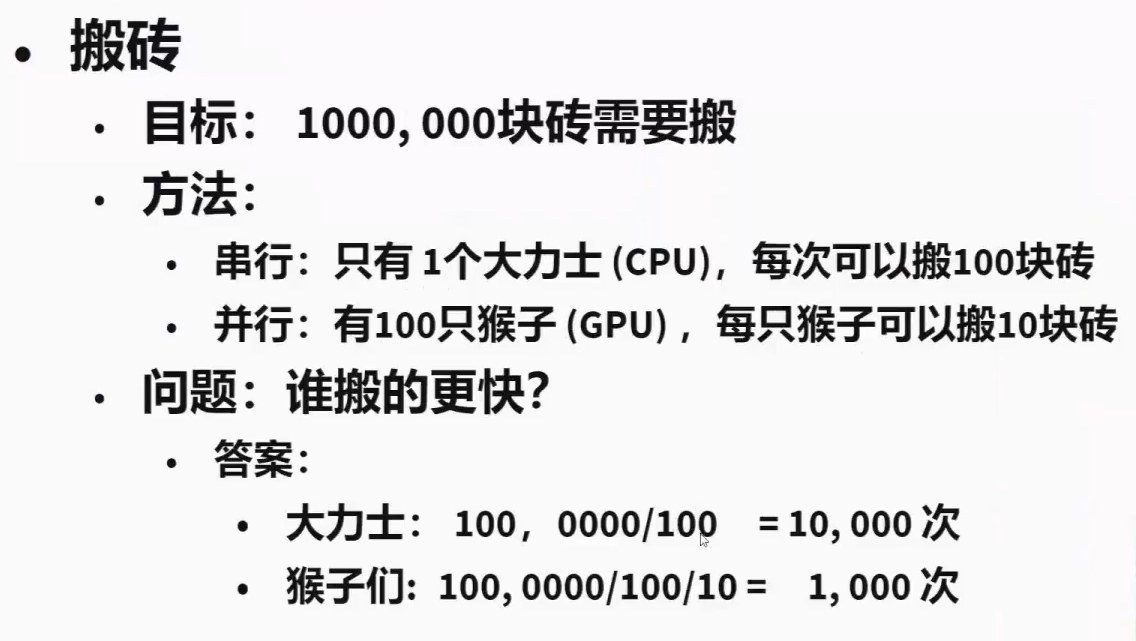 • 搬砖
• 目标： 1000, 000块砖需要搬
• 方法：
• 串行：只有 1个大力士 (CPU)，每次可以搬100块砖
• 并行：有100只猴子 (GPU) ，每只猴子可以搬10块砖
• 问题：谁搬的更快？
• 答案：
• 大力士： 100，0000/100 = 10, 000 次
• 猴子们: 100, 0000/100/10 = 1, 000 次